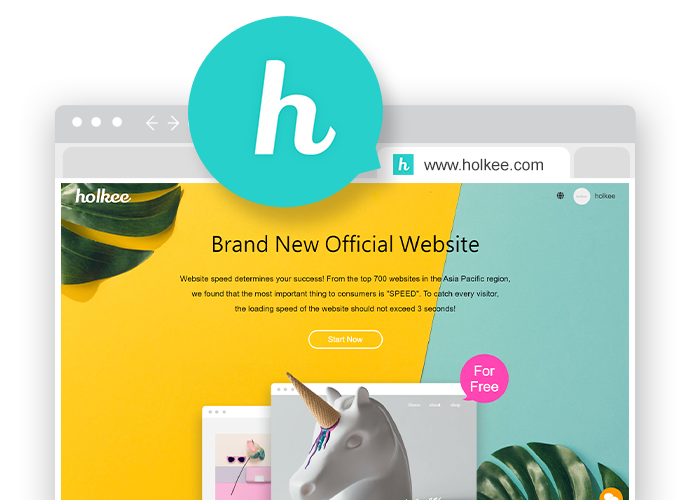 h
h www.holkee.com
holkee
holkee
Brand New Official Website
Website speed determines your success! From the top 700 websites in the Asia Pacific region,
we found that the most important thing to consumers is "SPEED". To catch every visitor,
the loading speed of the website should not exceed 3 seconds!
Start Now
For
Free
Home about shop